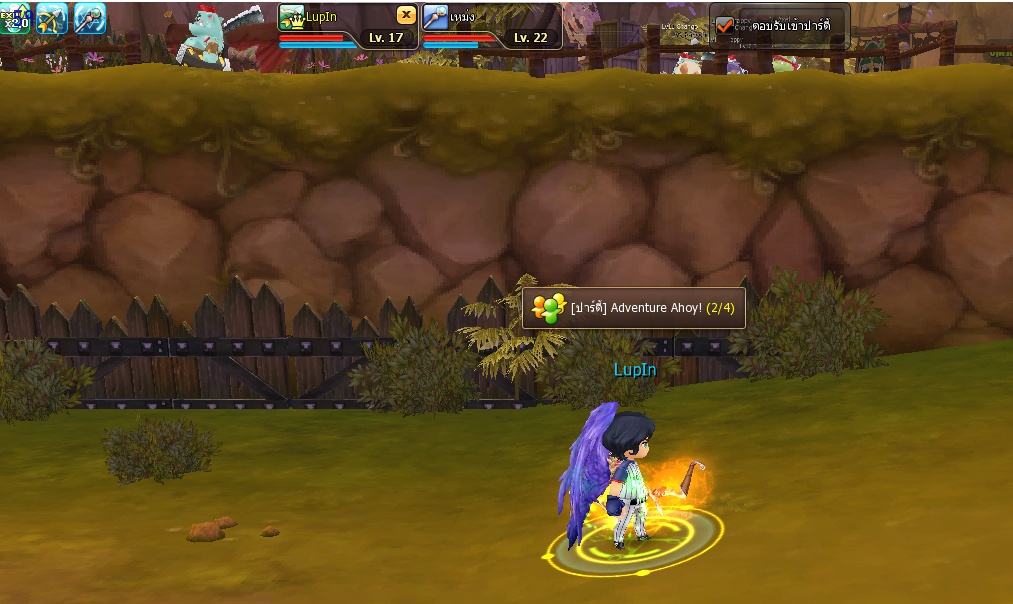 EXP
x2.0
LupIn
Lv. 17
เหม่ง
Lv. 22
ตอบรับเข้าปาร์ตี้
[ปาร์ตี้] Adventure Ahoy! (2/4)
LupIn